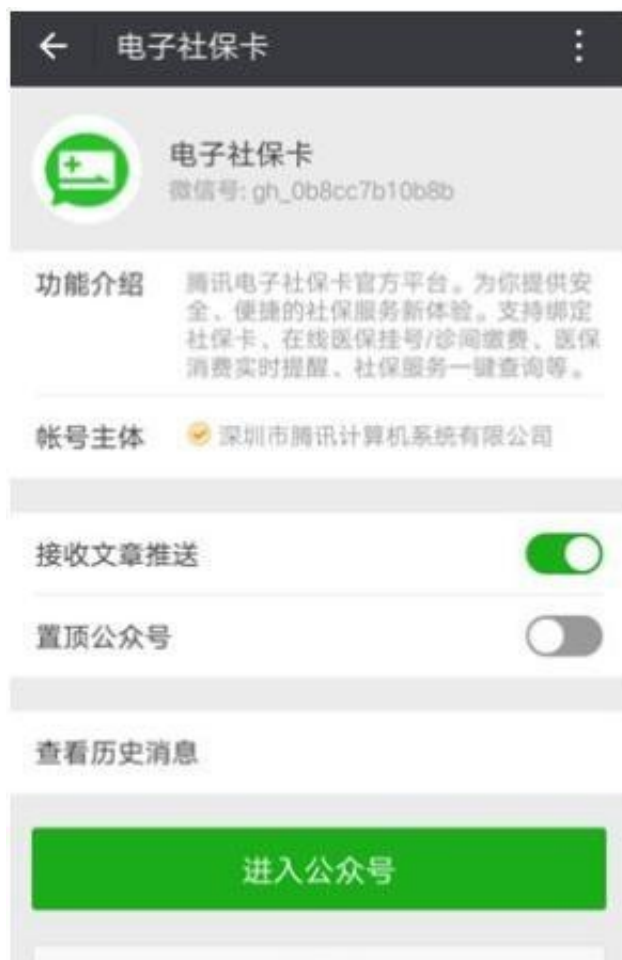 电子社保卡
电子社保卡
微信号: gh_0b8cc7b10b8b
功能介绍 腾讯电子社保卡官方平台。为你提供安
全、便捷的社保服务新体验。支持绑定
社保卡、在线医保挂号/诊间缴费、医保
消费实时提醒、社保服务一键查询等。
帐号主体 深圳市腾讯计算机系统有限公司
接收文章推送
置顶公众号
查看历史消息
进入公众号